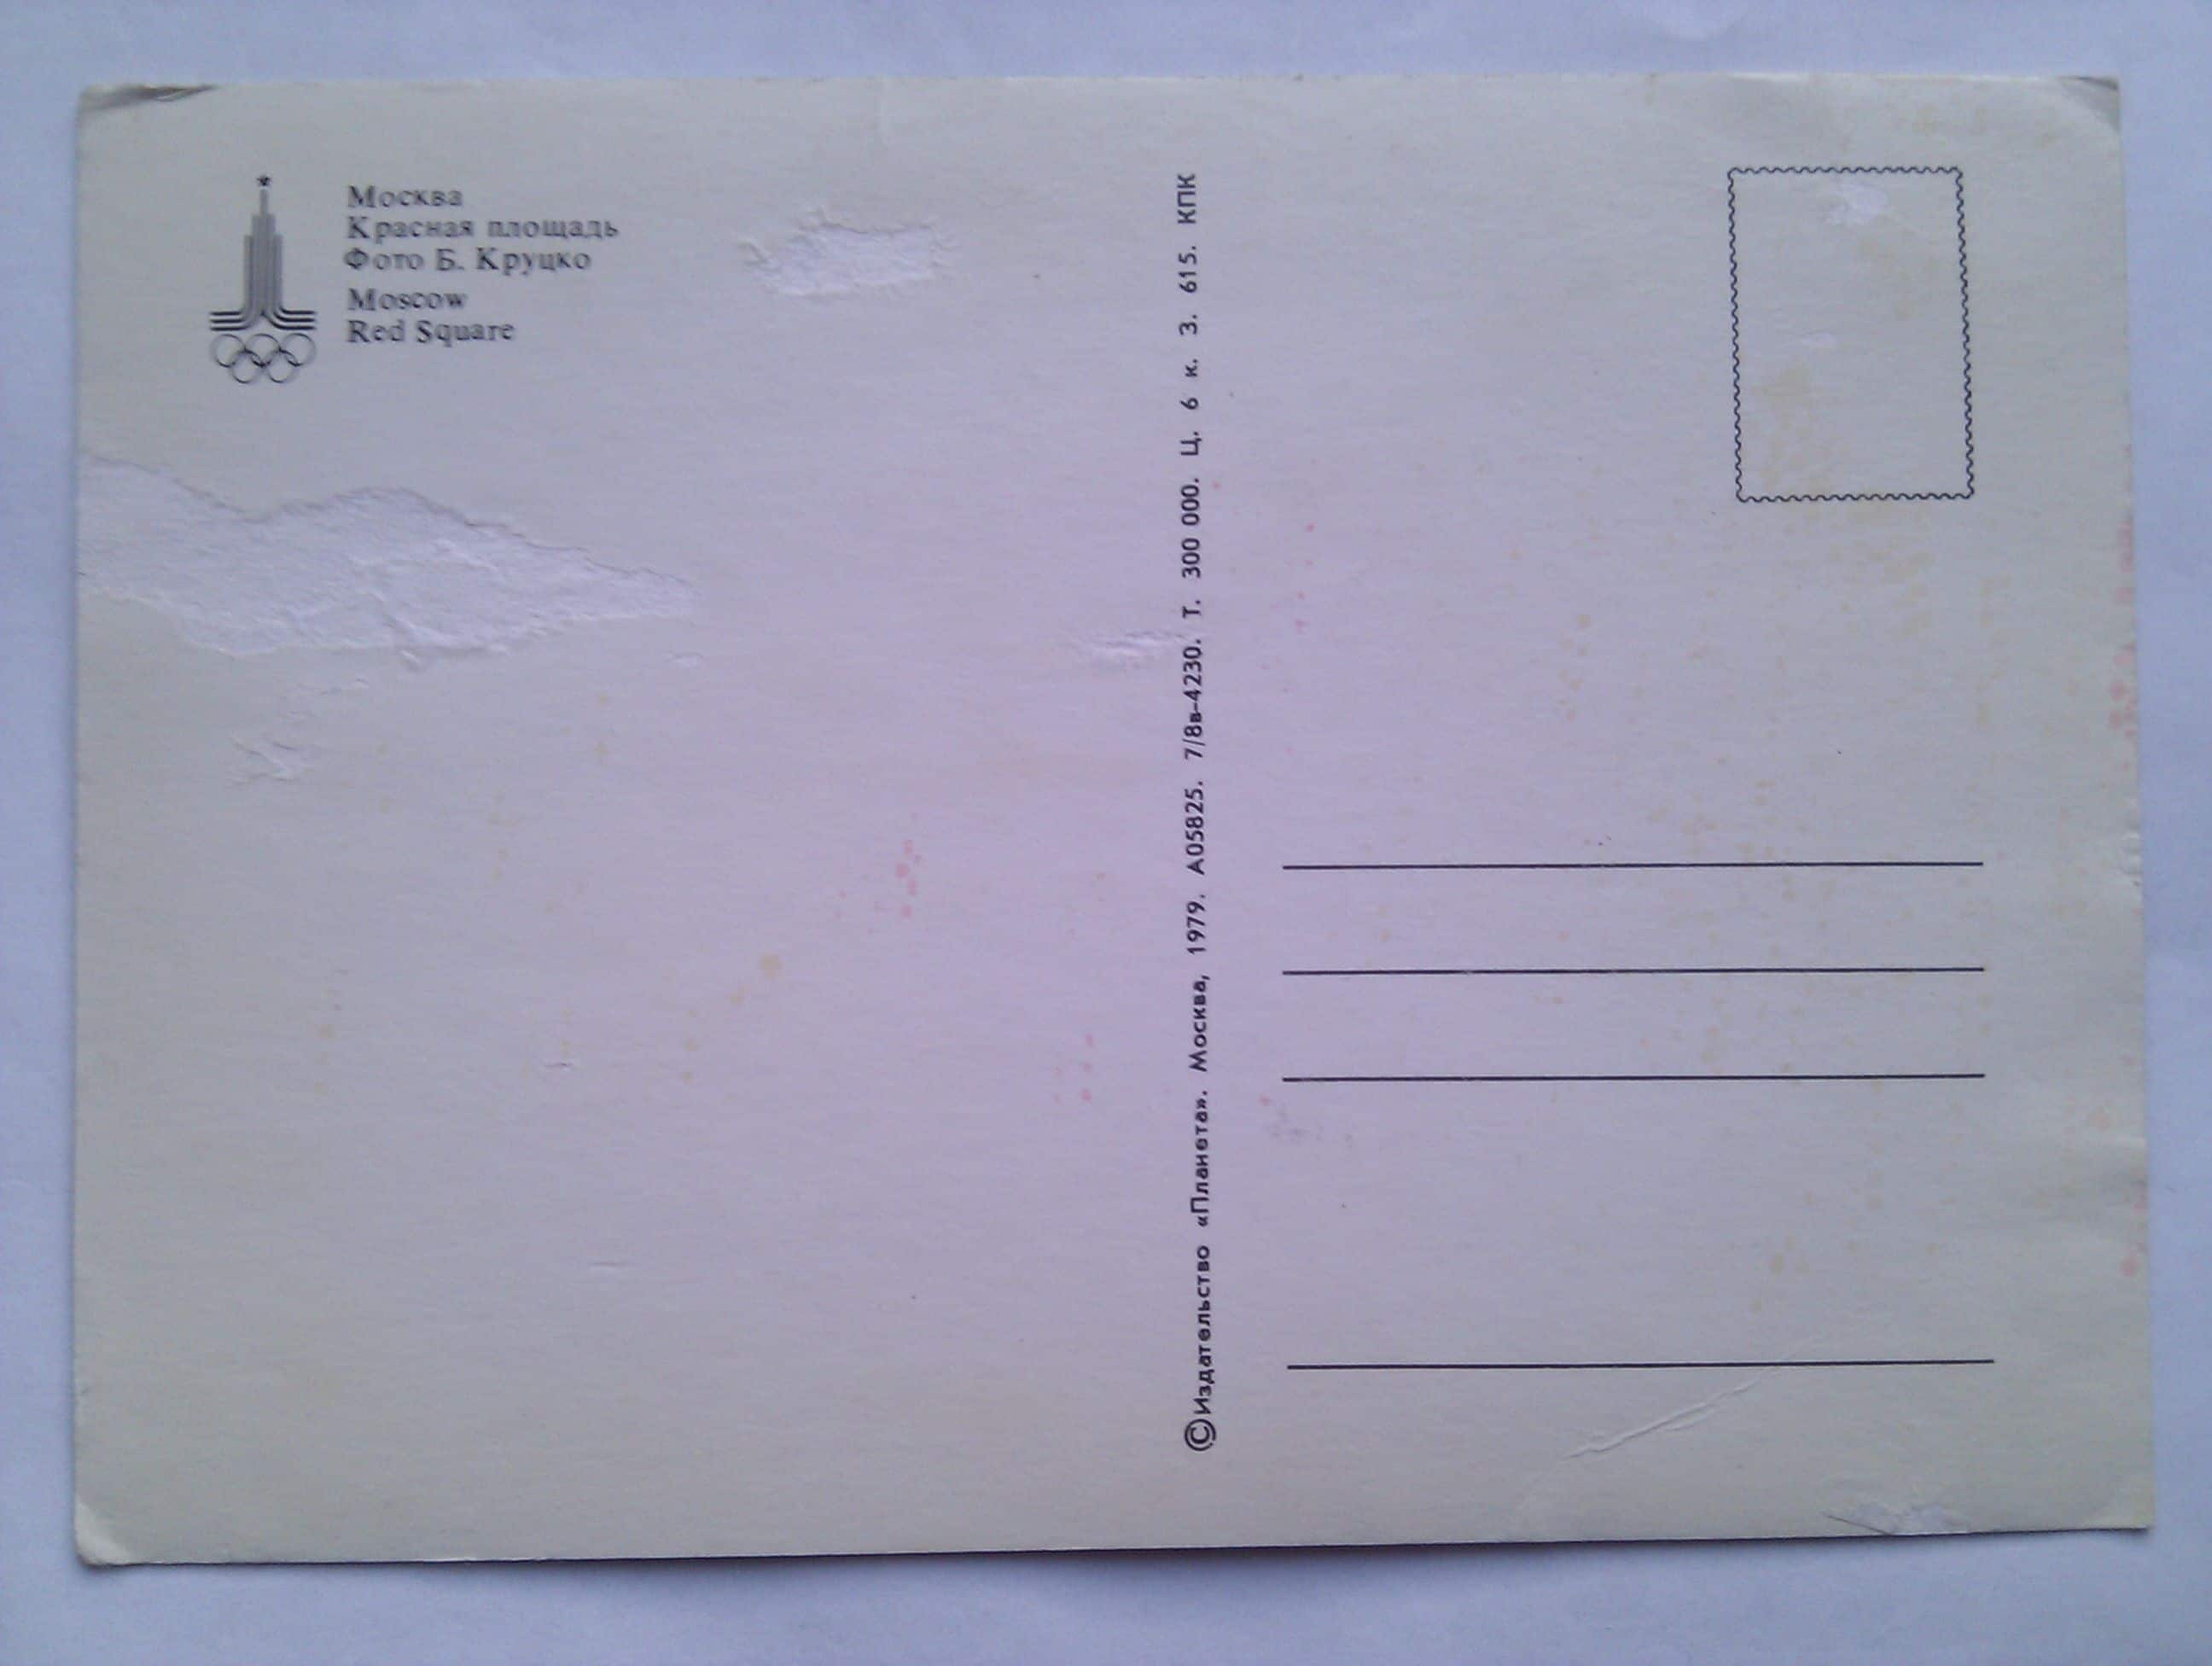 Москва
Красная площадь
Фото Б. Круцко
Moscow
Red Square
©Издательство «Планета». Москва, 1979. А05825. 7/8в-4230. Т. 300 000. Ц. 6 к. З. 615. КПК